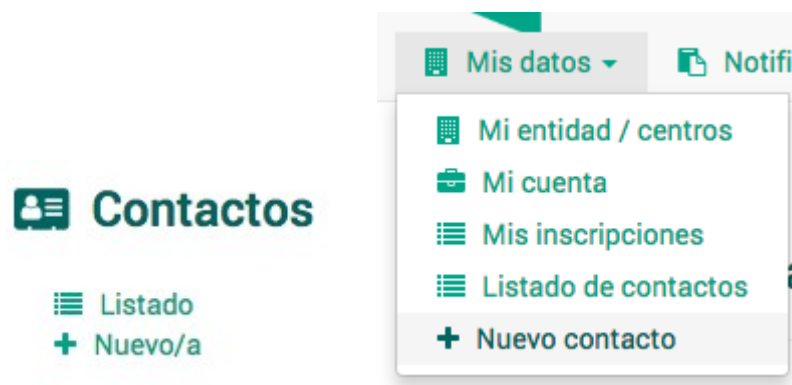 Contactos
Listado
Nuevo/a
Mis datos
Notifi
Mi entidad / centros
Mi cuenta
Mis inscripciones
Listado de contactos
Nuevo contacto